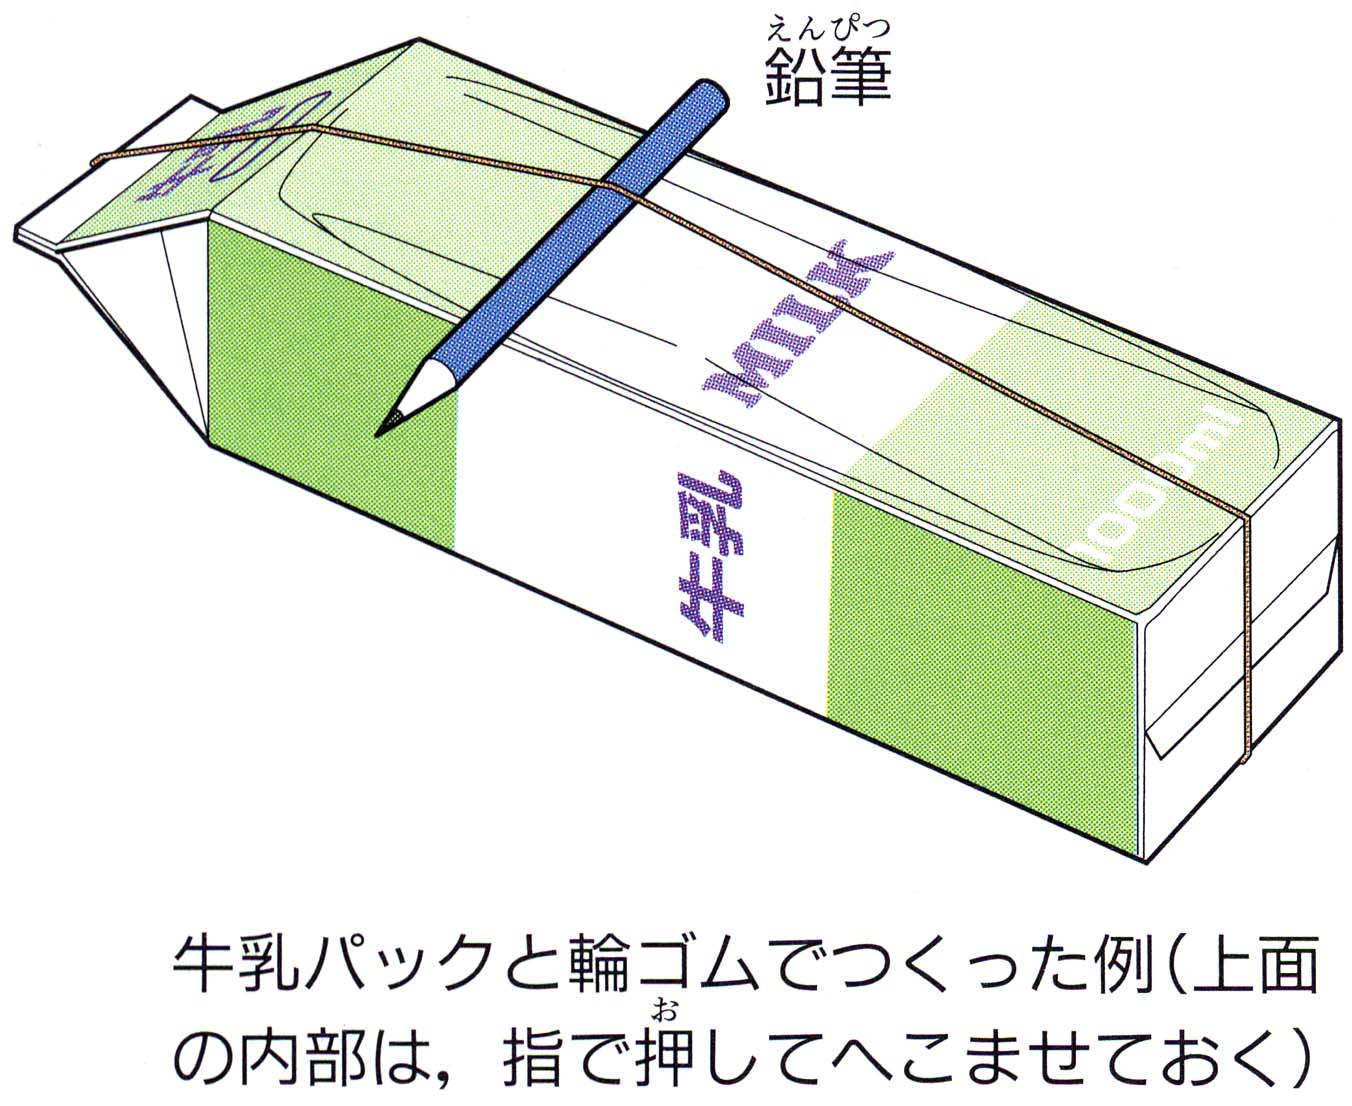 えんぴつ
鉛筆
牛乳
MILK
牛乳
1000ml
牛乳パックと輪ゴムでつくった例(上面
お
の内部は,指で押してへこませておく)